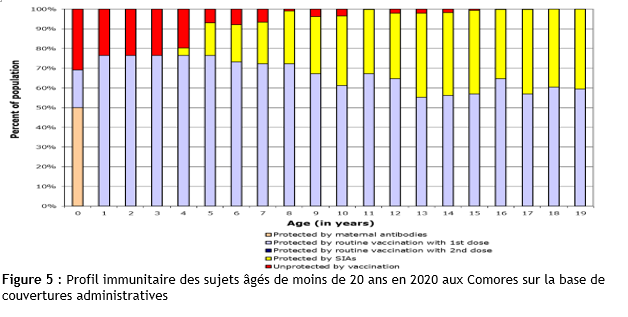 100%
90%
80%
70%
60%
50%
40%
30%
20%
10%
0%
Percent of population
0 1 2 3 4 5 6 7 8 9 10 11 12 13 14 15 16 17 18 19
Age (in years)
Protected by maternal antibodies
Protected by routine vaccination with 1st dose
Protected by routine vaccination with 2nd dose
Protected by SIAs
Unprotected by vaccination
Figure 5 : Profil immunitaire des sujets âgés de moins de 20 ans en 2020 aux Comores sur la base de
couvertures administratives